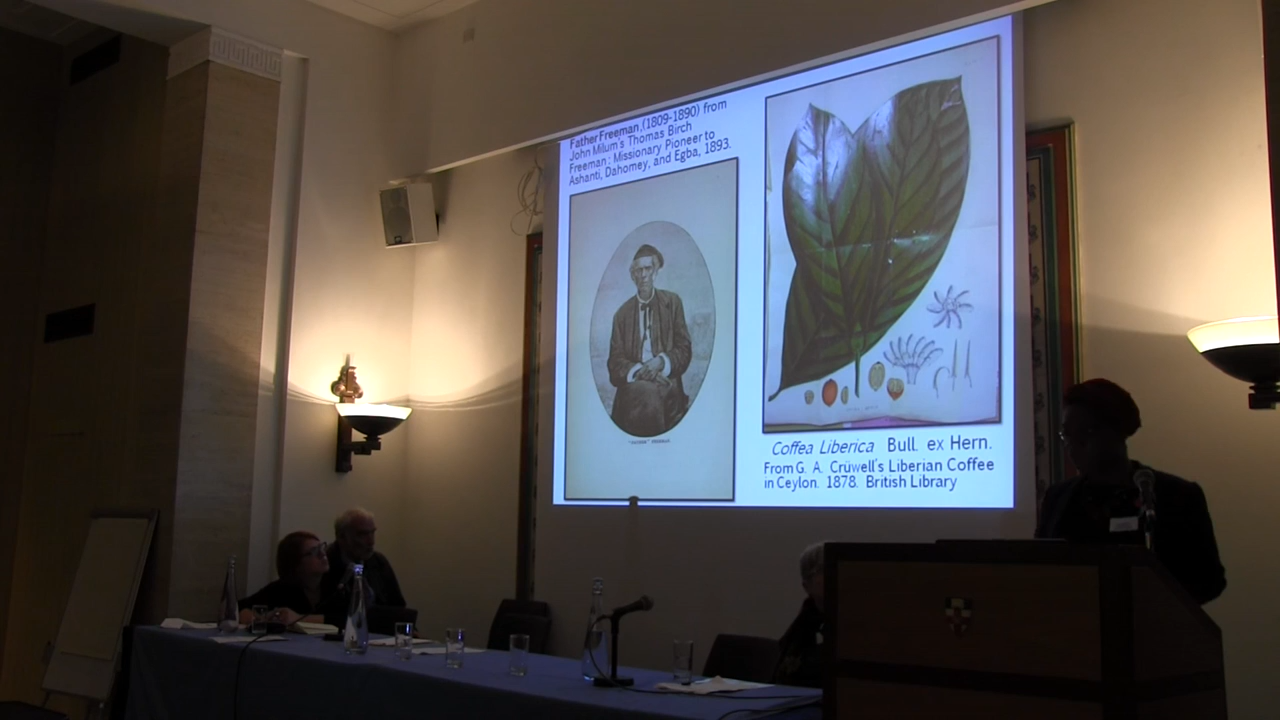 Father Freeman, (1809-1890) from
John Milum's Thomas Birch
Freeman: Missionary Pioneer to
Ashanti, Dahomey, and Egba, 1893.
Coffea Liberica Bull. ex Hern.
From G. A. Crüwell's Liberian Coffee
in Ceylon. 1878. British Library